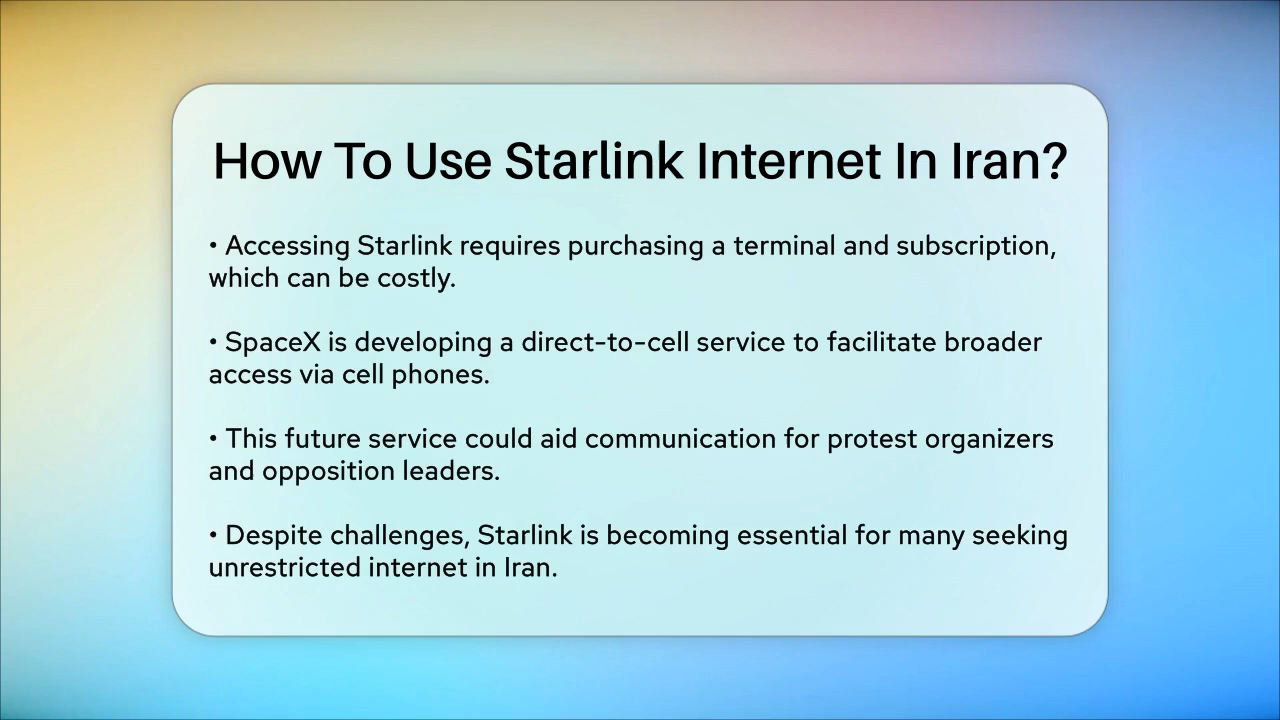 How To Use Starlink Internet In Iran?
• Accessing Starlink requires purchasing a terminal and subscription,
which can be costly.
• SpaceX is developing a direct-to-cell service to facilitate broader
access via cell phones.
• This future service could aid communication for protest organizers
and opposition leaders.
• Despite challenges, Starlink is becoming essential for many seeking
unrestricted internet in Iran.